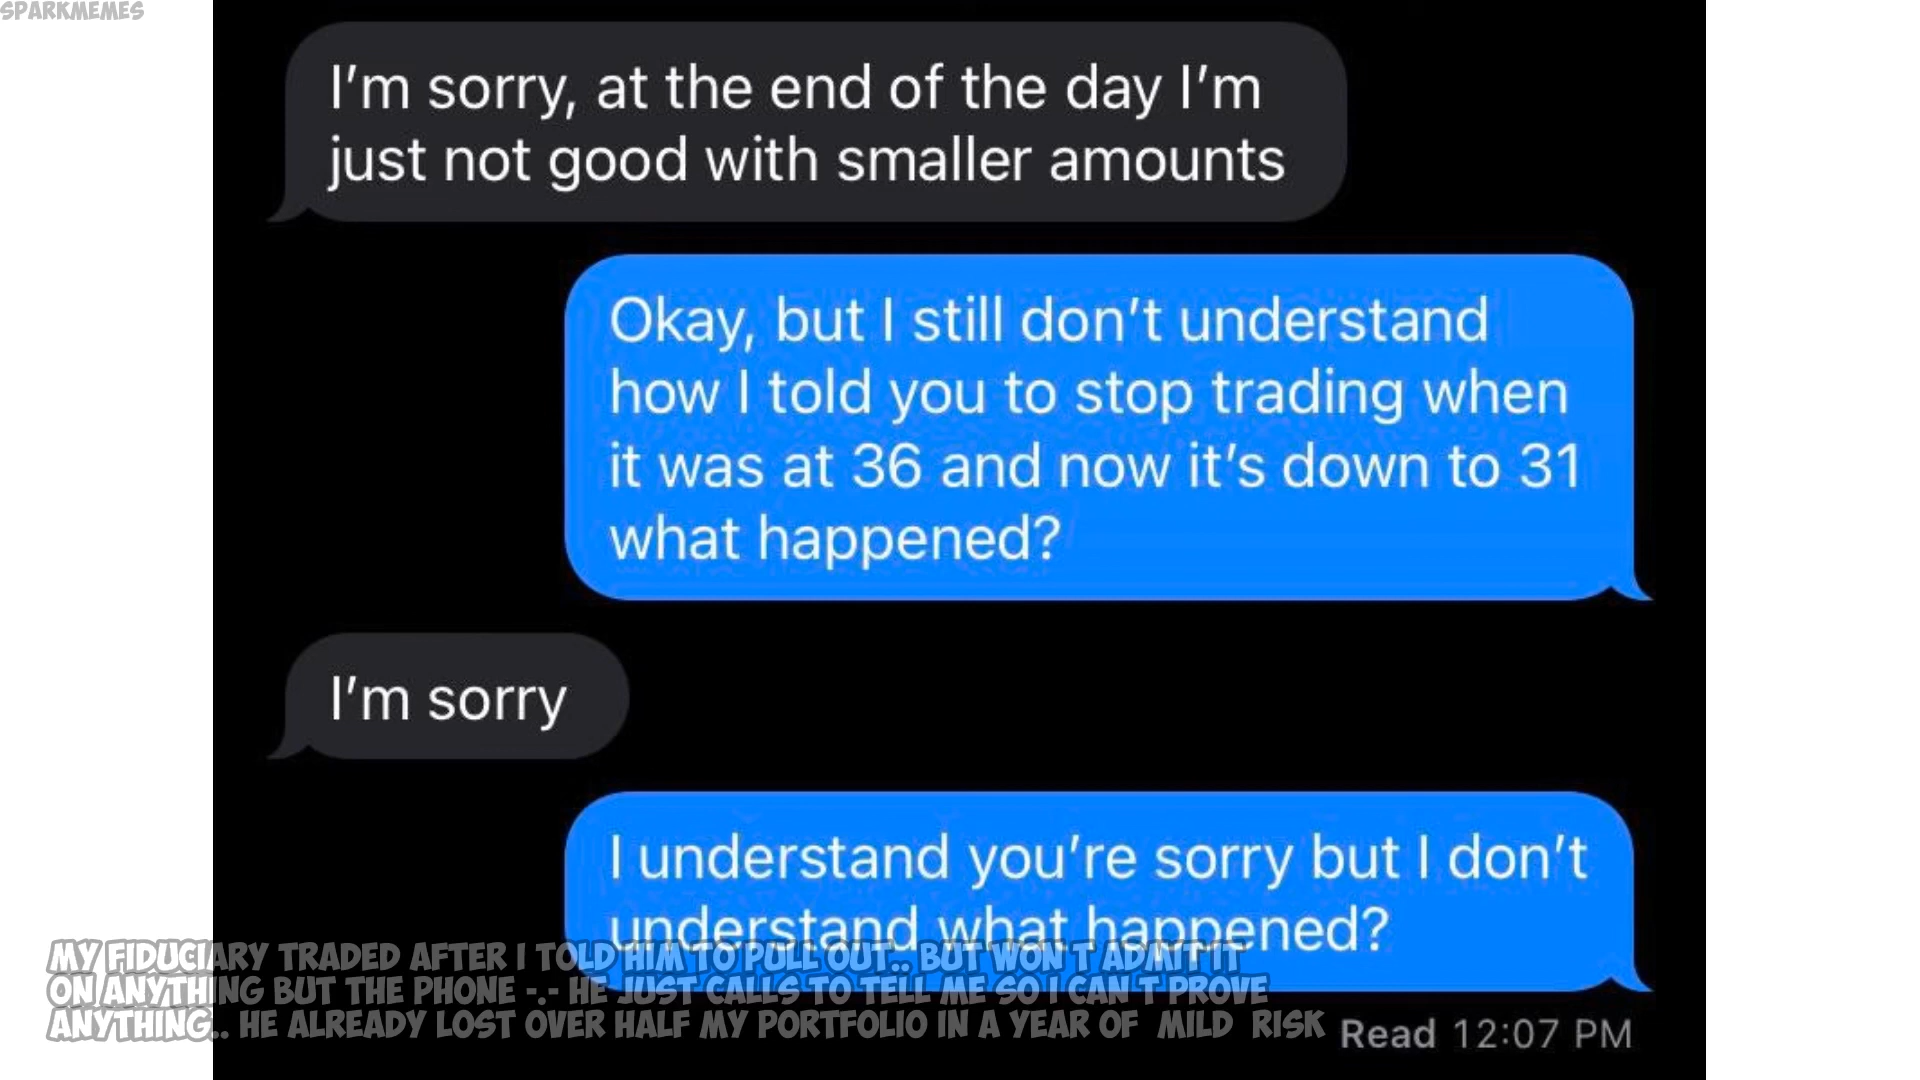 SPARKMEMES
I'm sorry, at the end of the day I'm
just not good with smaller amounts
Okay, but I still don't understand
how I told you to stop trading when
it was at 36 and now it's down to 31
what happened?
I'm sorry
I understand you're sorry but I don't
understand what happened?
MY FIDUCIARY TRADED AFTER I TOLD HIM TO PULL OUT.. BUT WON T ADMIT IT
ON ANYTHING BUT THE PHONE -.- HE JUST CALLS TO TELL ME SO I CAN T PROVE
ANYTHING.. HE ALREADY LOST OVER HALF MY PORTFOLIO IN A YEAR OF MILD RISK
Read 12:07 PM